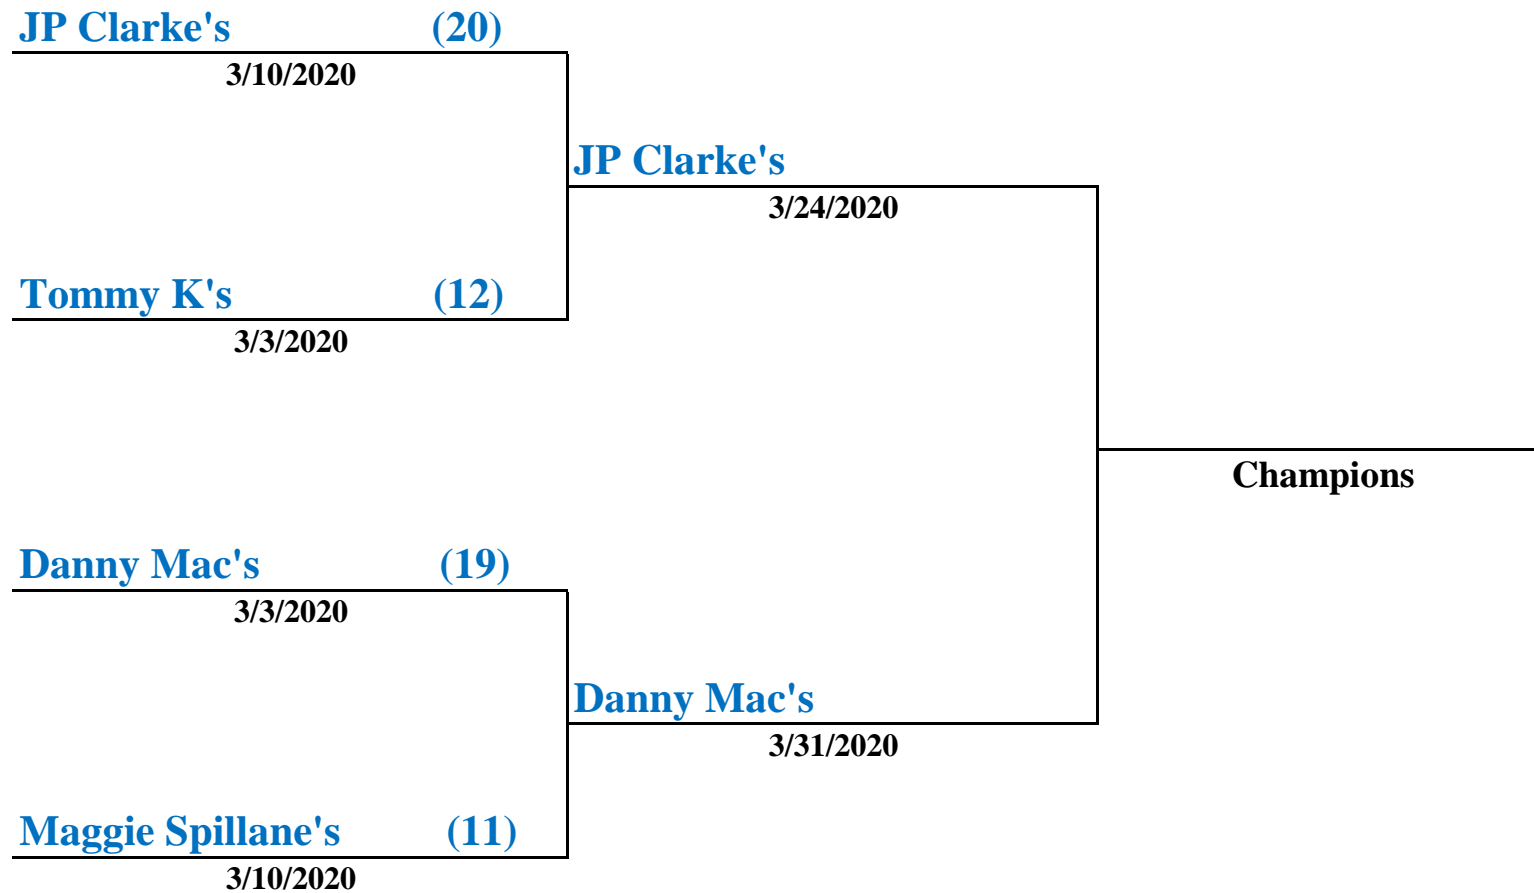 JP Clarke's (20)
3/10/2020
JP Clarke's
3/24/2020
Tommy K's (12)
3/3/2020
Champions
Danny Mac's (19)
3/3/2020
Danny Mac's
3/31/2020
Maggie Spillane's (11)
3/10/2020